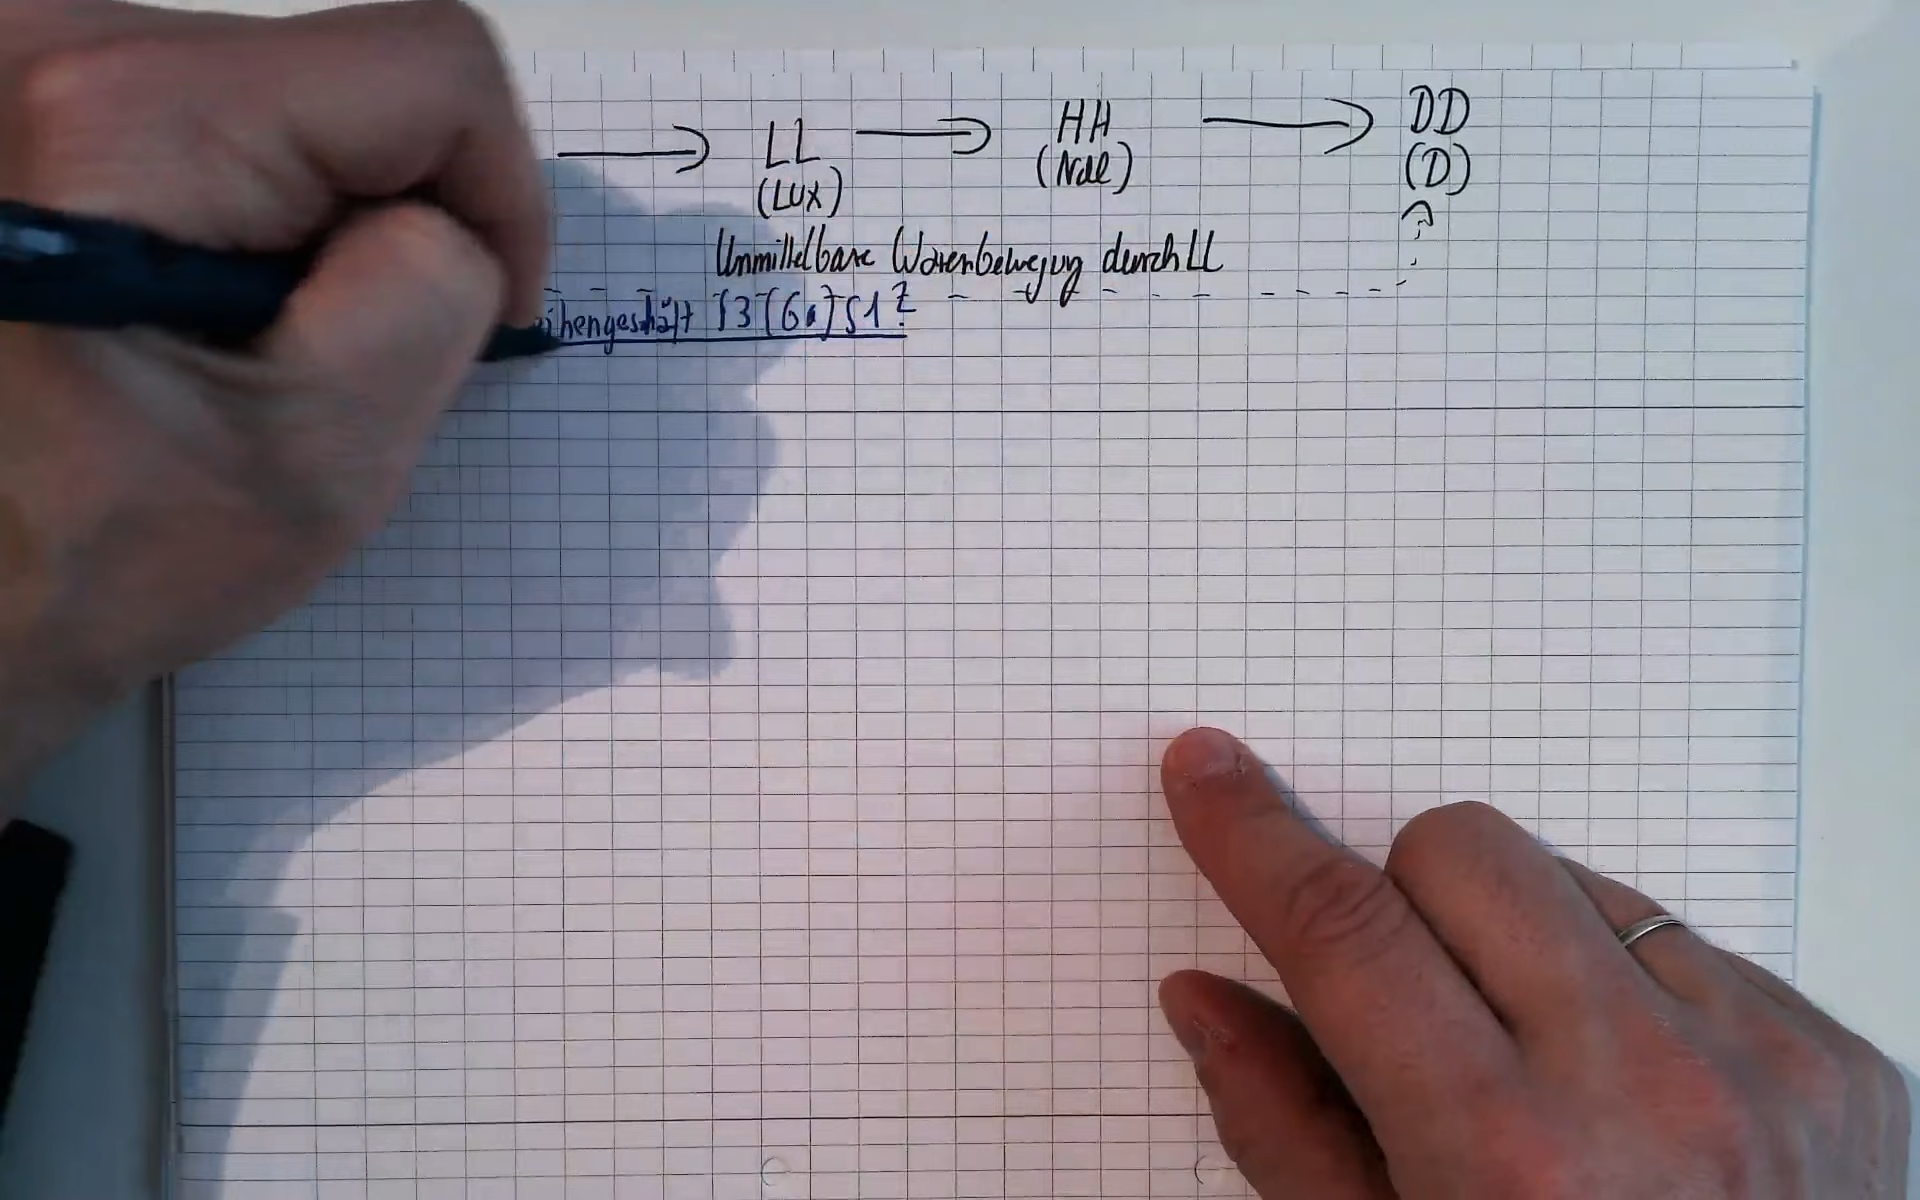 LL HH DD
(LUX) (Ndl) (D)
Unmittelbare Warenbewegung durch LL
ihengeschäft §3(6a)S1?